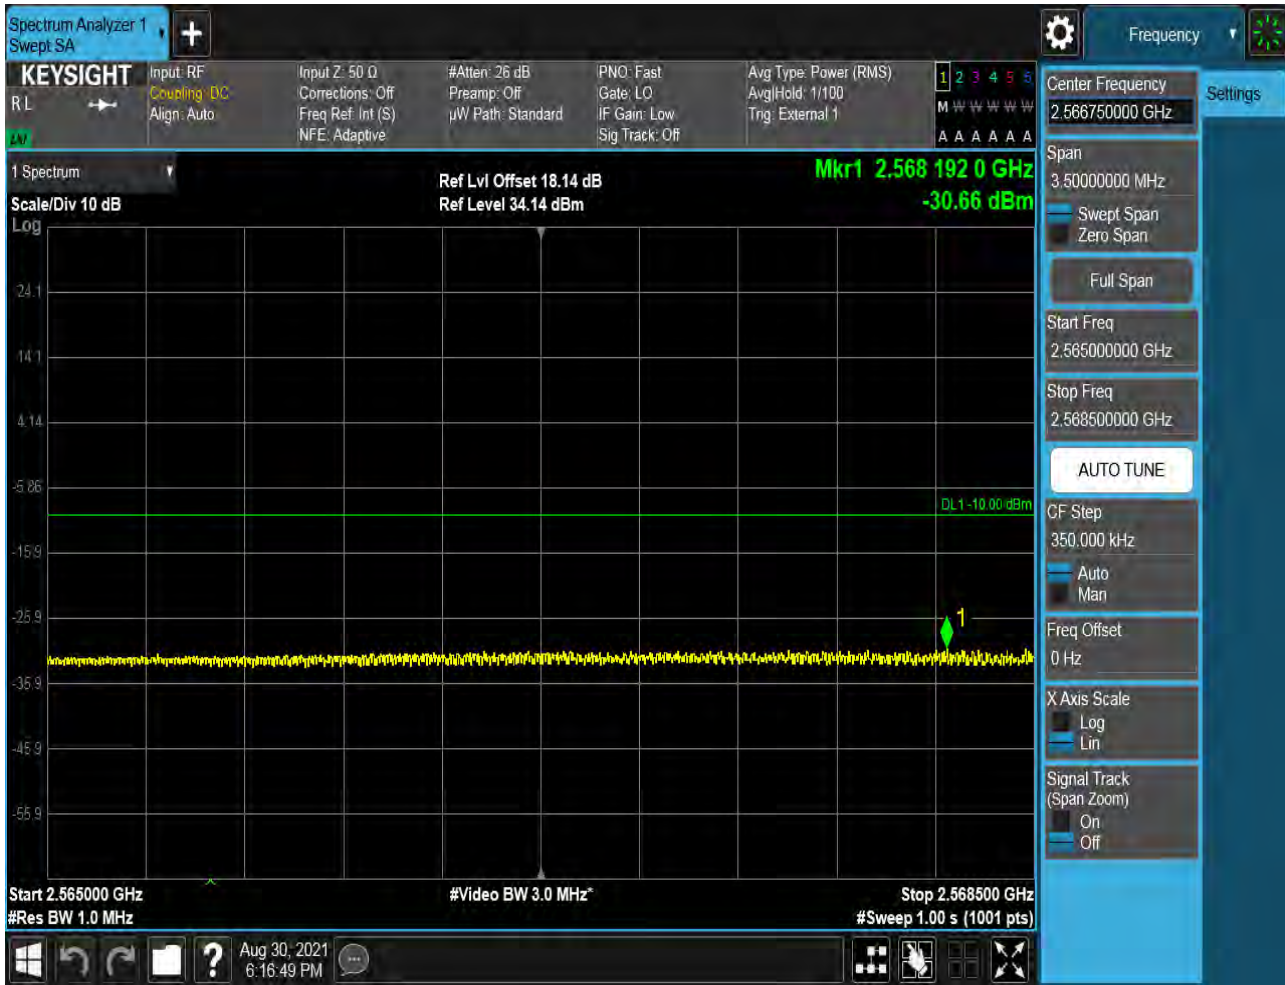 Spectrum Analyzer 1
Swept SA
Frequency
KEYSIGHT
R L
LXI
Input: RF
Coupling: DC
Align: Auto
Input Z: 50 Ω
Corrections: Off
Freq Ref: Int (S)
NFE: Adaptive
#Atten: 26 dB
Preamp: Off
µW Path: Standard
PNO: Fast
Gate: LO
IF Gain: Low
Sig Track: Off
Avg Type: Power (RMS)
Avg|Hold: 1/100
Trig: External 1
1 2 3 4 5 6
M W W W W W
A A A A A A
1 Spectrum
Scale/Div 10 dB
Log
Ref Lvl Offset 18.14 dB
Ref Level 34.14 dBm
Mkr1 2.568 192 0 GHz
-30.66 dBm
24.1
14.1
4.14
-5.86
DL1 -10.00 dBm
-15.9
-25.9
1
-35.9
-45.9
-55.9
Start 2.565000 GHz
#Res BW 1.0 MHz
#Video BW 3.0 MHz*
Stop 2.568500 GHz
#Sweep 1.00 s (1001 pts)
?
Aug 30, 2021
6:16:49 PM
Center Frequency
2.566750000 GHz
Settings
Span
3.50000000 MHz
Swept Span
Zero Span
Full Span
Start Freq
2.565000000 GHz
Stop Freq
2.568500000 GHz
AUTO TUNE
CF Step
350.000 kHz
Auto
Man
Freq Offset
0 Hz
X Axis Scale
Log
Lin
Signal Track
(Span Zoom)
On
Off